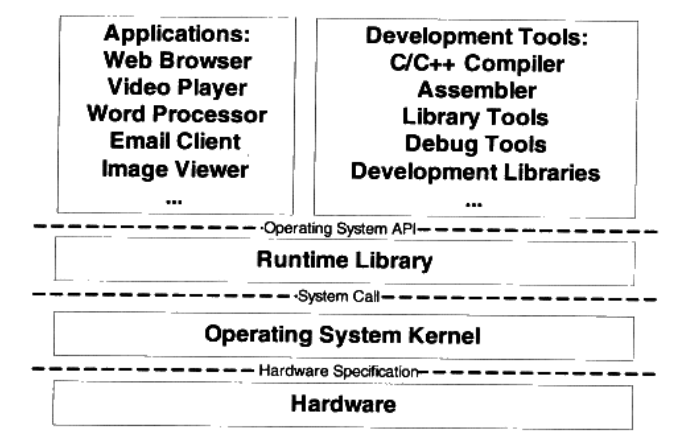 Applications:
Web Browser
Video Player
Word Processor
Email Client
Image Viewer
...
Development Tools:
C/C++ Compiler
Assembler
Library Tools
Debug Tools
Development Libraries
...
Operating System API
Runtime Library
System Call
Operating System Kernel
Hardware Specification
Hardware